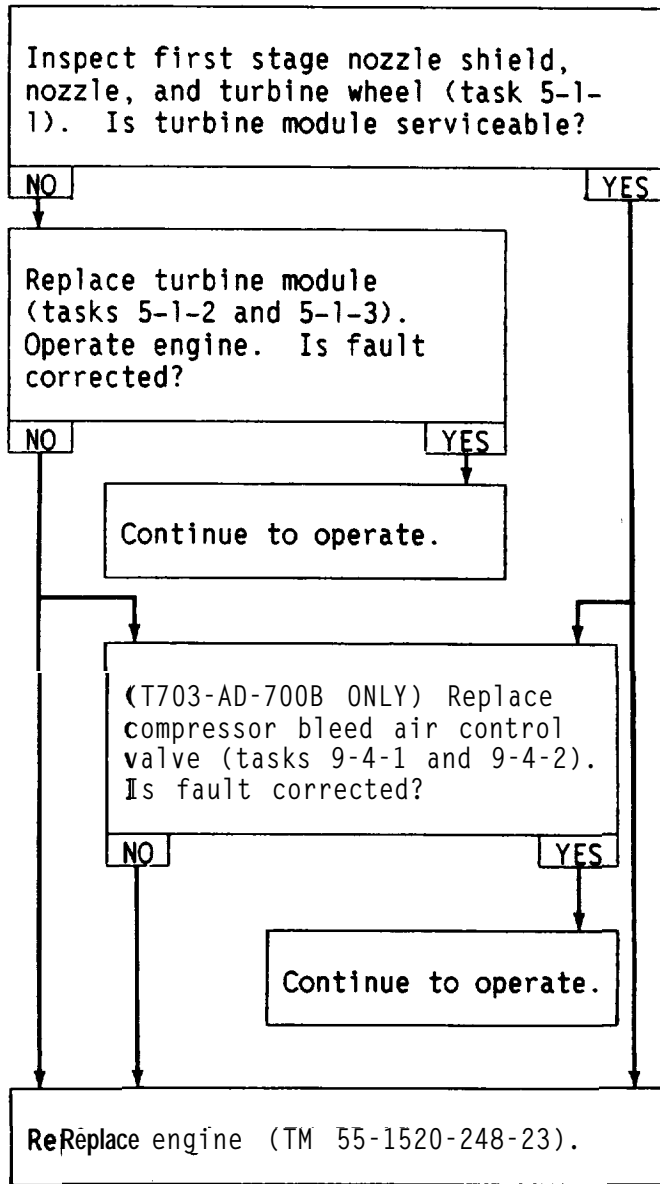 Inspect first stage nozzle shield,
nozzle, and turbine wheel (task 5-1-
1). Is turbine module serviceable?
NO
YES
Replace turbine module
(tasks 5-1-2 and 5-1-3).
Operate engine. Is fault
corrected?
NO
YES
Continue to operate.
(T703-AD-700B ONLY) Replace
compressor bleed air control
valve (tasks 9-4-1 and 9-4-2).
Is fault corrected?
NO
YES
Continue to operate.
ReReplace engine (TM 55-1520-248-23).